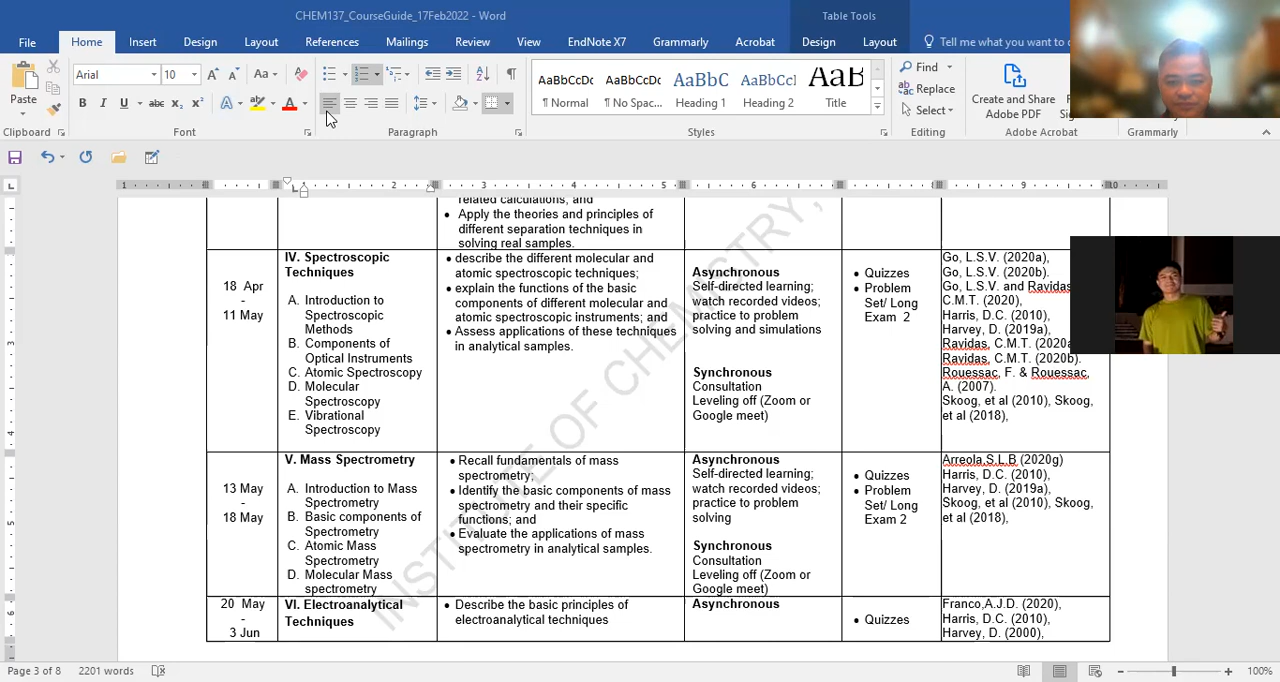 CHEM137_CourseGuide_17Feb2022 - Word
Table Tools
File Home Insert Design Layout References Mailings Review View EndNote X7 Grammarly Acrobat Design Layout Tell me what you want to
Paste
Clipboard
Arial 10
Font
Paragraph
AaBbCcDc AaBbCcDc AaBbC AaBbCcI AaB
¶ Normal ¶ No Spac... Heading 1 Heading 2 Title
Styles
Find
Replace
Select
Editing
Create and Share
Adobe PDF
Adobe Acrobat
Grammarly
1 1 2 3 4 5 6 7 8 9 10
related calculations; and
Apply the theories and principles of
different separation techniques in
solving real samples.
18 Apr
-
11 May
IV. Spectroscopic
Techniques
A. Introduction to
Spectroscopic
Methods
B. Components of
Optical Instruments
C. Atomic Spectroscopy
D. Molecular
Spectroscopy
E. Vibrational
Spectroscopy
describe the different molecular and
atomic spectroscopic techniques;
explain the functions of the basic
components of different molecular and
atomic spectroscopic instruments; and
Assess applications of these techniques
in analytical samples.
Asynchronous
Self-directed learning;
watch recorded videos;
practice to problem
solving and simulations
Synchronous
Consultation
Leveling off (Zoom or
Google meet)
Quizzes
Problem
Set/ Long
Exam 2
Go, L.S.V. (2020a),
Go, L.S.V. (2020b).
Go, L.S.V. and Ravidas
C.M.T. (2020),
Harris, D.C. (2010),
Harvey, D. (2019a),
Ravidas, C.M.T. (2020a
Ravidas, C.M.T. (2020b).
Rouessac, F. & Rouessac,
A. (2007).
Skoog, et al (2010), Skoog,
et al (2018),
13 May
-
18 May
V. Mass Spectrometry
A. Introduction to Mass
Spectrometry
B. Basic components of
Spectrometry
C. Atomic Mass
Spectrometry
D. Molecular Mass
spectrometry
Recall fundamentals of mass
spectrometry;
Identify the basic components of mass
spectrometry and their specific
functions; and
Evaluate the applications of mass
spectrometry in analytical samples.
Asynchronous
Self-directed learning;
watch recorded videos;
practice to problem
solving
Synchronous
Consultation
Leveling off (Zoom or
Google meet)
Quizzes
Problem
Set/ Long
Exam 2
Arreola,S.L.B (2020g)
Harris, D.C. (2010),
Harvey, D. (2019a),
Skoog, et al (2010), Skoog,
et al (2018),
20 May
-
3 Jun
VI. Electroanalytical
Techniques
Describe the basic principles of
electroanalytical techniques
Asynchronous
Quizzes
Franco,A.J.D. (2020),
Harris, D.C. (2010),
Harvey, D. (2000),
INSTITUTE OF CHEMISTRY,
Page 3 of 8 2201 words 100%